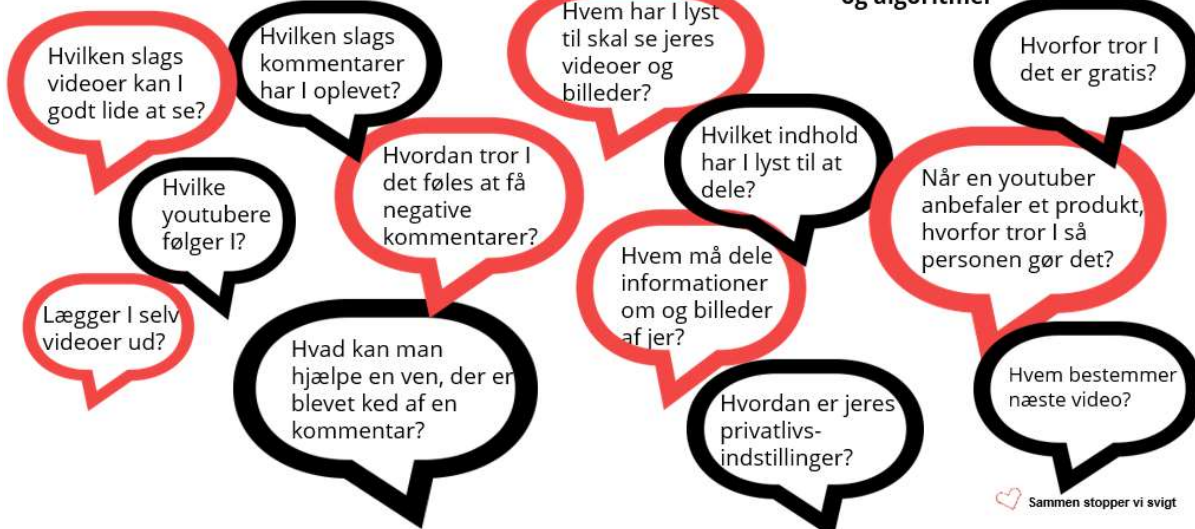 og algoritmer
Hvilken slags
videoer kan I
godt lide at se?
Hvilken slags
kommentarer
har I oplevet?
Hvem har I lyst
til skal se jeres
videoer og
billeder?
Hvorfor tror I
det er gratis?
Hvilke
youtubere
følger I?
Hvordan tror I
det føles at få
negative
kommentarer?
Hvilket indhold
har I lyst til at
dele?
Når en youtuber
anbefaler et produkt,
hvorfor tror I så
personen gør det?
Lægger I selv
videoer ud?
Hvad kan man
hjælpe en ven, der er
blevet ked af en
kommentar?
Hvem må dele
informationer
om og billeder
af jer?
Hvordan er jeres
privatlivs-
indstillinger?
Hvem bestemmer
næste video?
Sammen stopper vi svigt